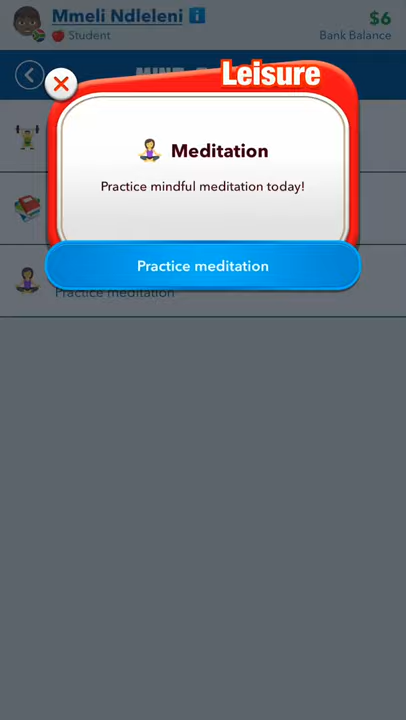 Mmeli Ndleleni i
Student
$6
Bank Balance
Leisure
Meditation
Practice mindful meditation today!
Practice meditation
Practice meditation